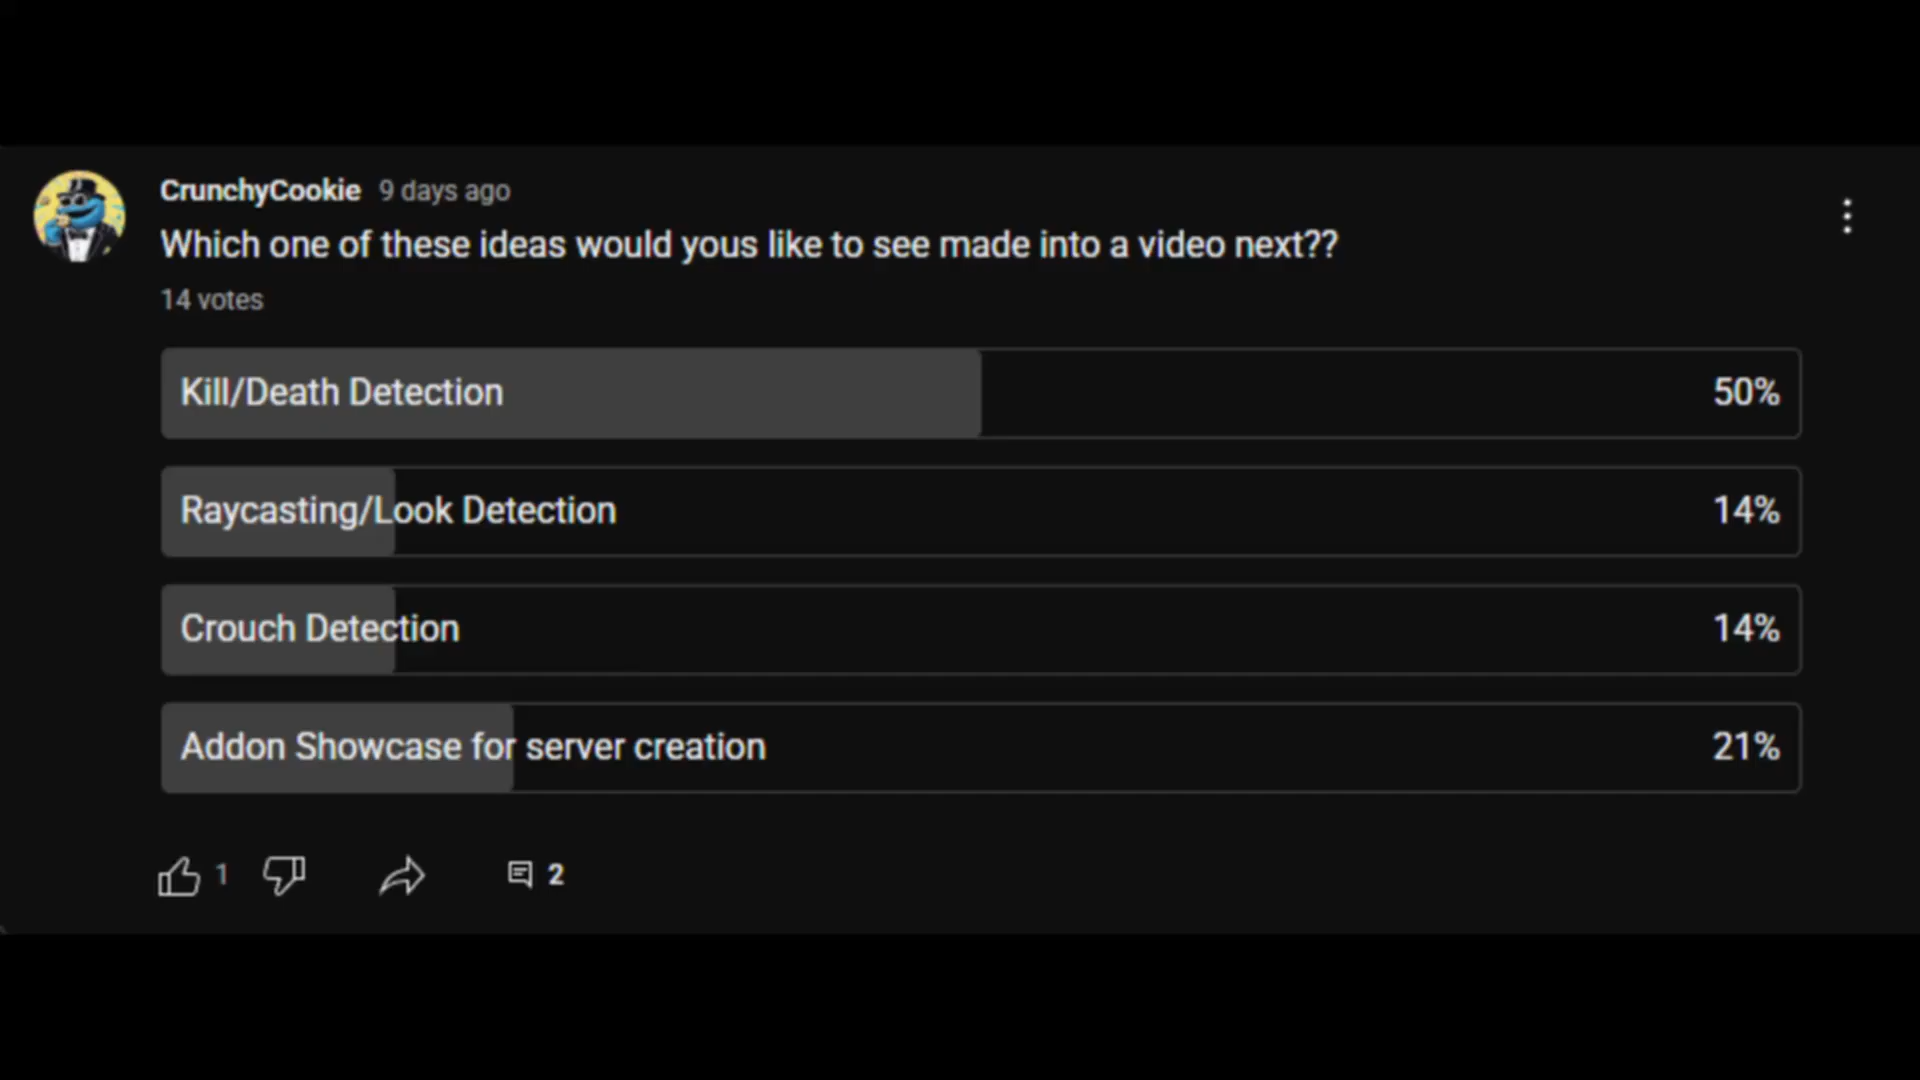 CrunchyCookie 9 days ago
Which one of these ideas would yous like to see made into a video next??
14 votes
Kill/Death Detection 50%
Raycasting/Look Detection 14%
Crouch Detection 14%
Addon Showcase for server creation 21%
1 2